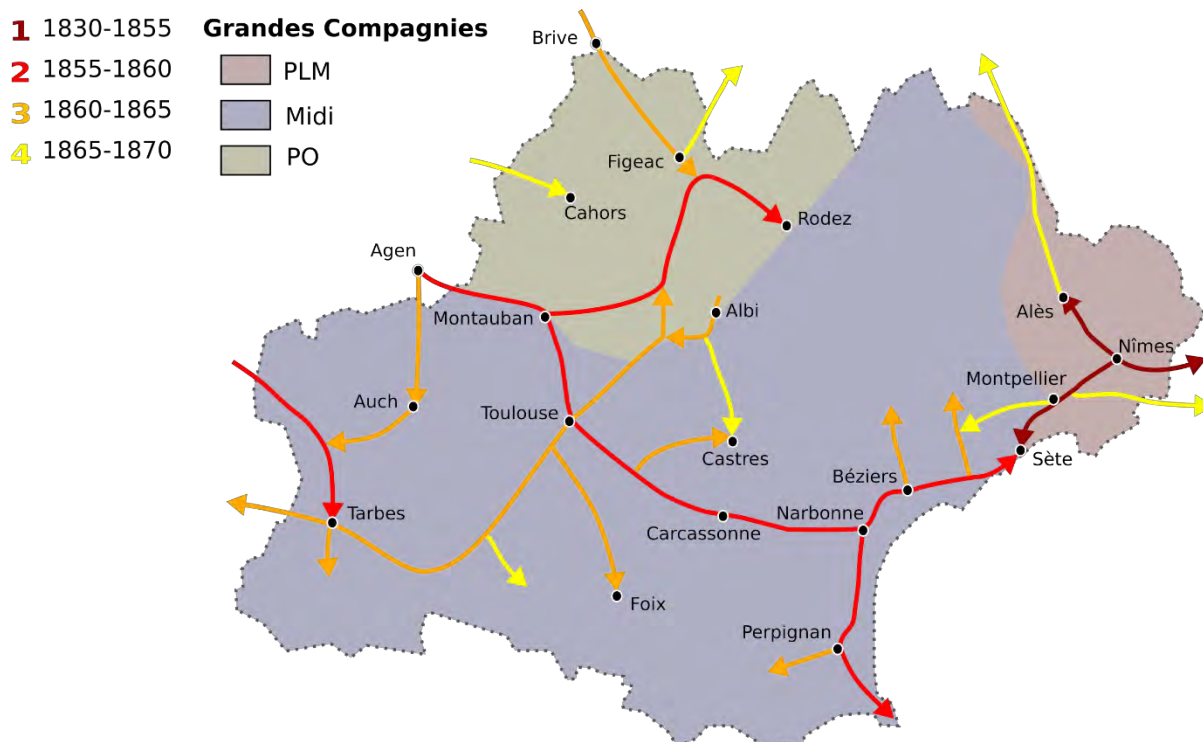 1 1830-1855
2 1855-1860
3 1860-1865
4 1865-1870
Grandes Compagnies
PLM
Midi
PO
Brive
Figeac
Cahors
Rodez
Agen
Montauban
Albi
Alès
Nîmes
Montpellier
Auch
Toulouse
Castres
Sète
Béziers
Tarbes
Carcassonne
Narbonne
Foix
Perpignan